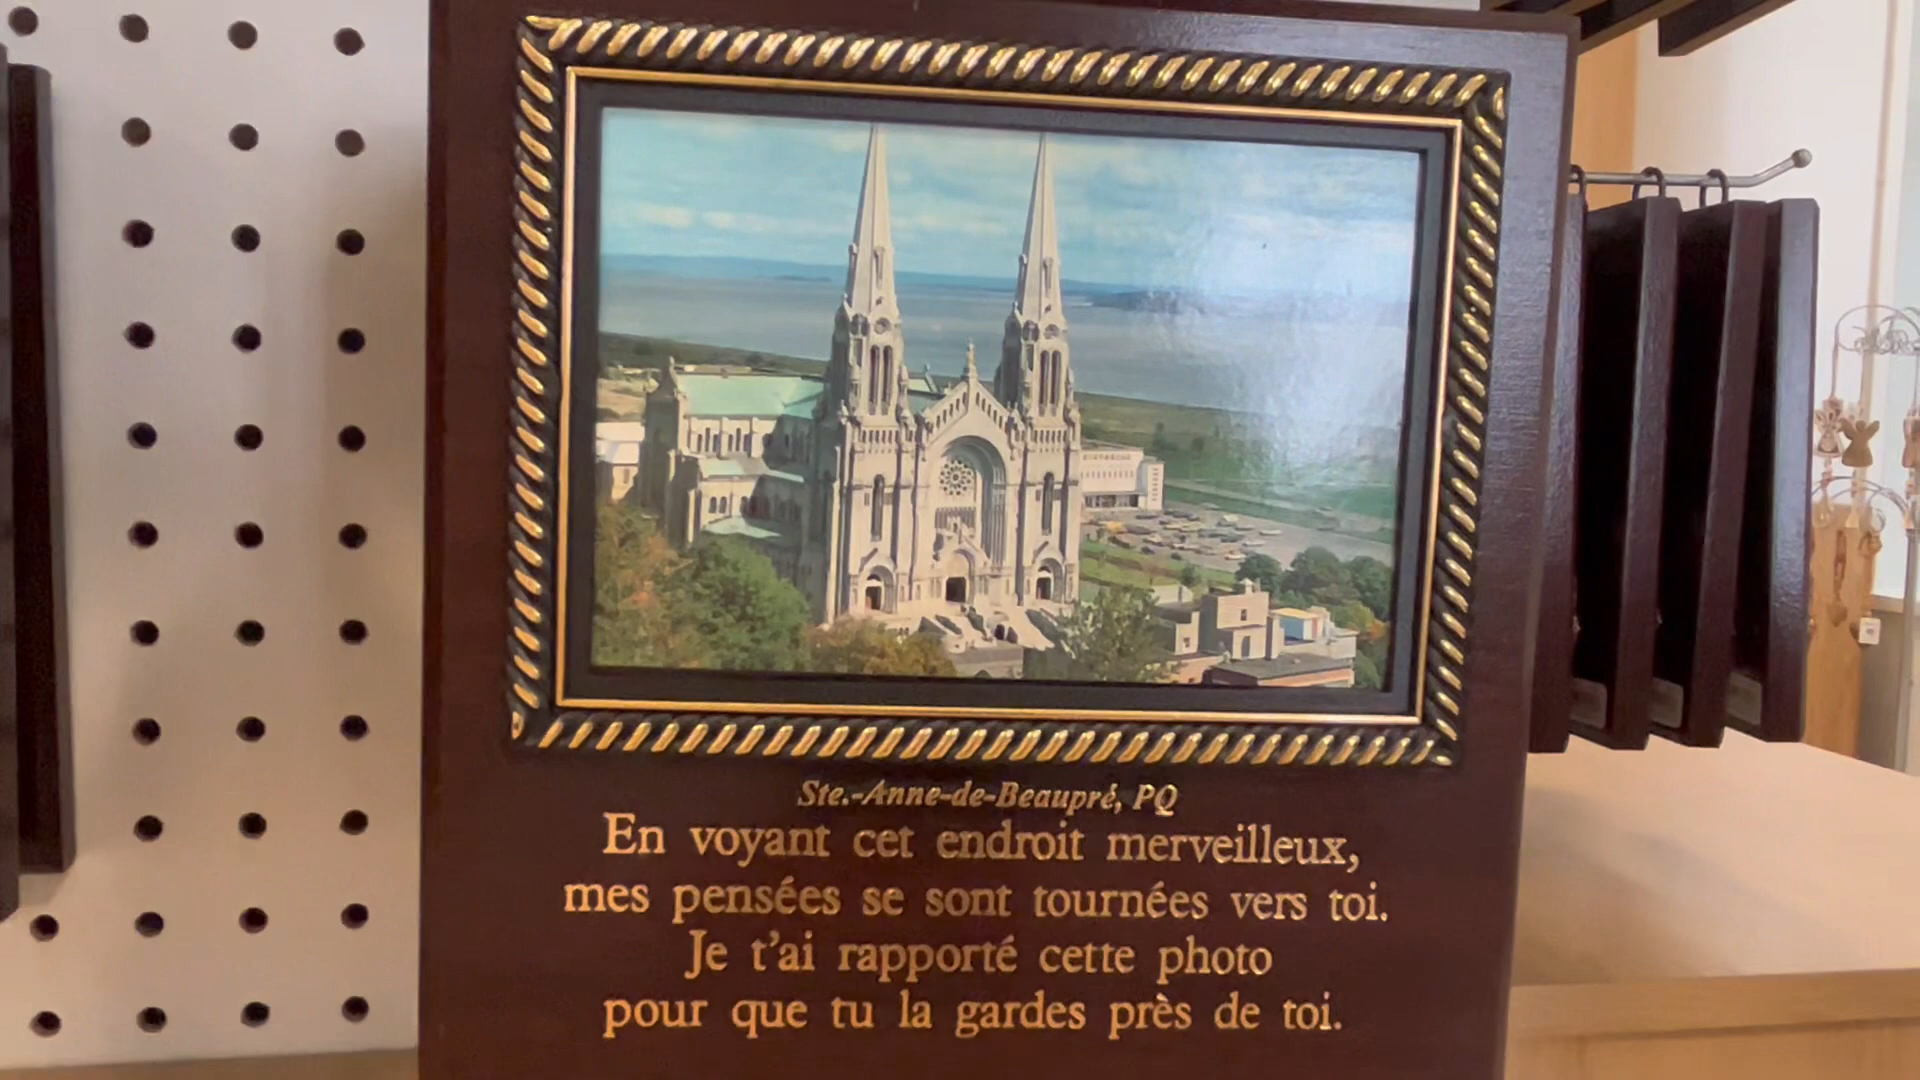 Ste.-Anne-de-Beaupré, PQ
En voyant cet endroit merveilleux,
mes pensées se sont tournées vers toi.
Je t'ai rapporté cette photo
pour que tu la gardes près de toi.